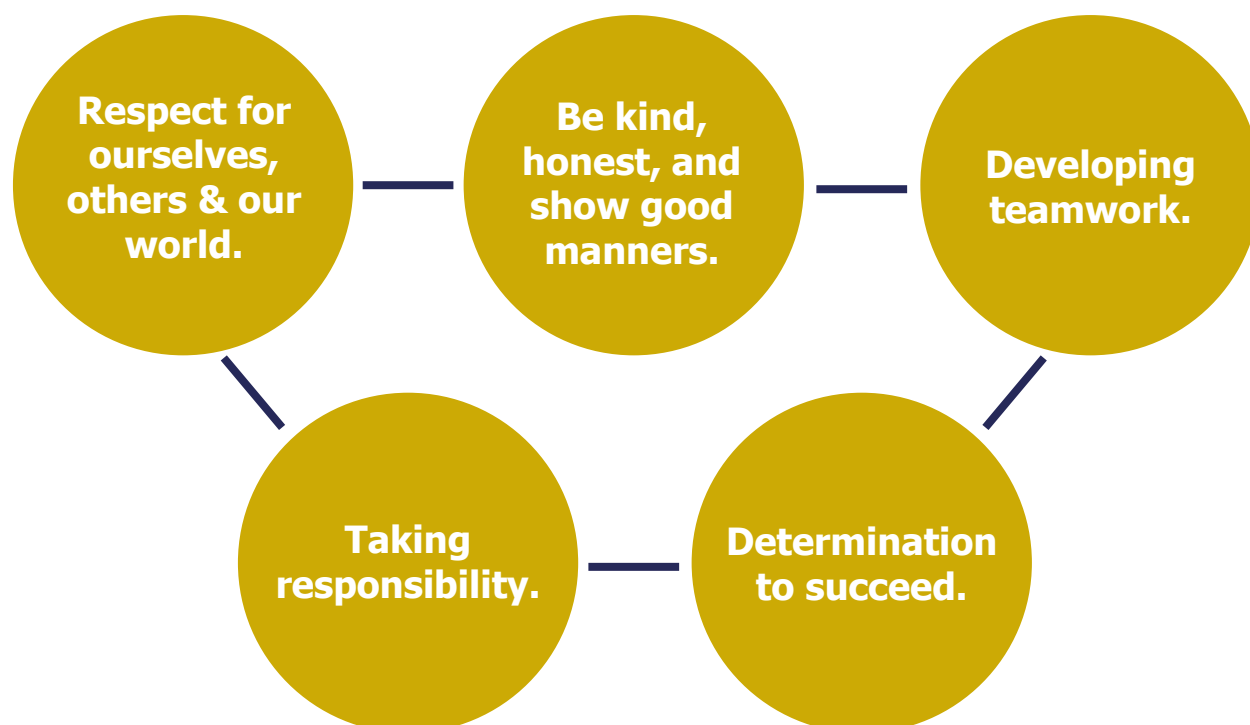 Respect for
ourselves,
others & our
world.
Be kind,
honest, and
show good
manners.
Developing
teamwork.
Taking
responsibility.
Determination
to succeed.